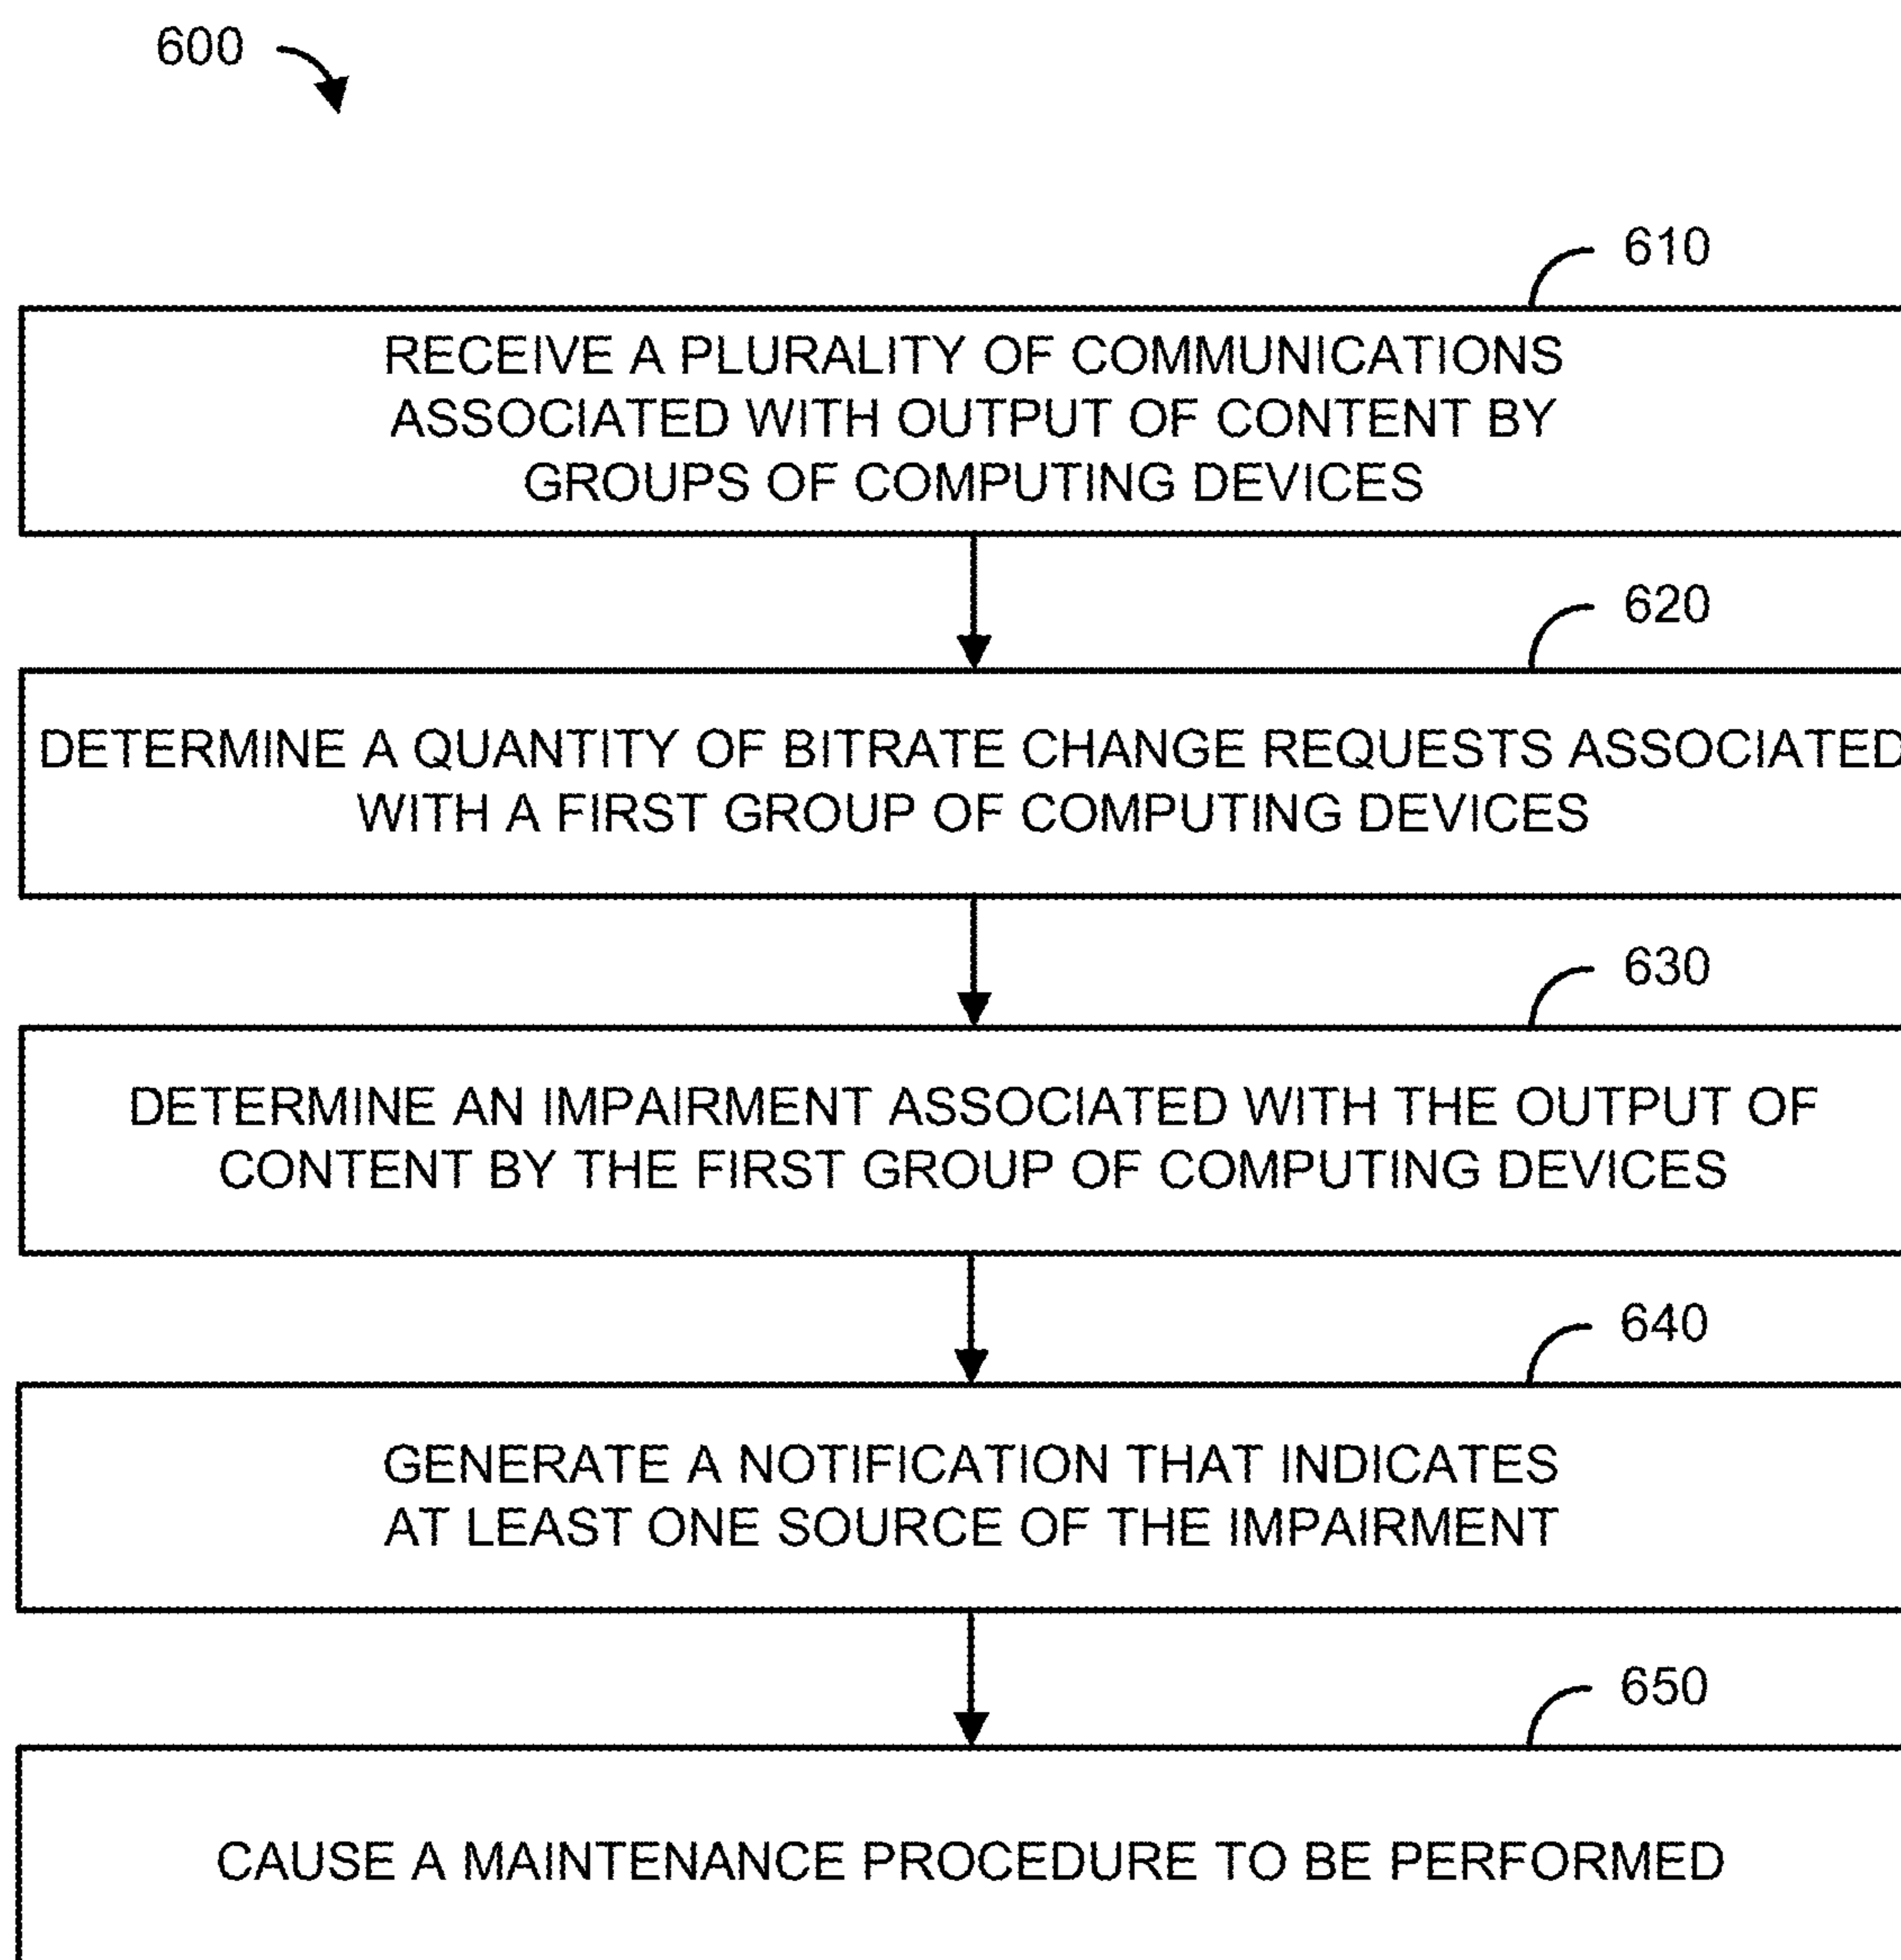 600
610
RECEIVE A PLURALITY OF COMMUNICATIONS
ASSOCIATED WITH OUTPUT OF CONTENT BY
GROUPS OF COMPUTING DEVICES
620
DETERMINE A QUANTITY OF BITRATE CHANGE REQUESTS ASSOCIATED
WITH A FIRST GROUP OF COMPUTING DEVICES
630
DETERMINE AN IMPAIRMENT ASSOCIATED WITH THE OUTPUT OF
CONTENT BY THE FIRST GROUP OF COMPUTING DEVICES
640
GENERATE A NOTIFICATION THAT INDICATES
AT LEAST ONE SOURCE OF THE IMPAIRMENT
650
CAUSE A MAINTENANCE PROCEDURE TO BE PERFORMED